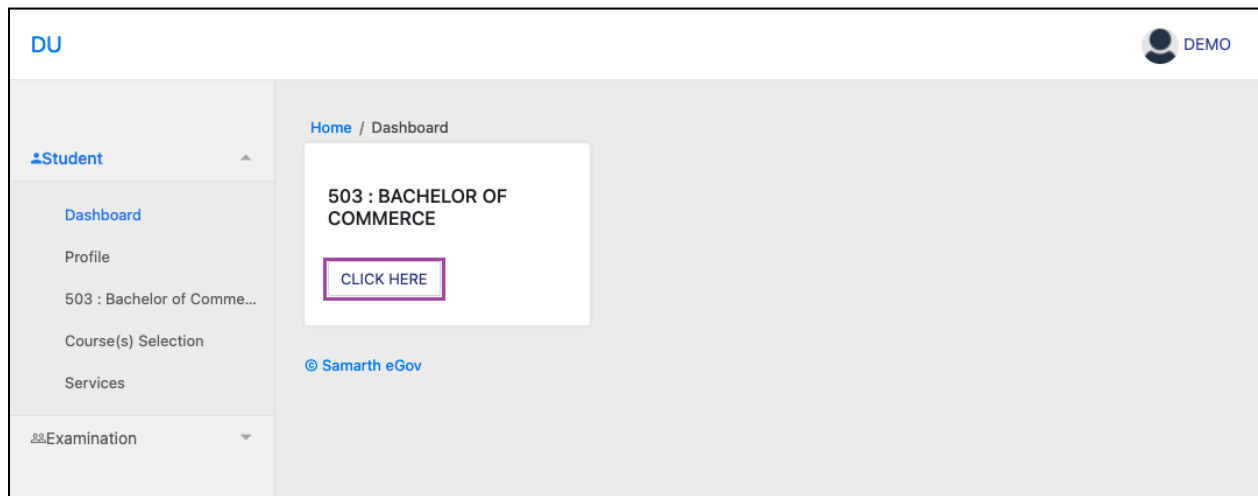 DU
DEMO
Student
Dashboard
Profile
503 : Bachelor of Comme...
Course(s) Selection
Services
Examination
Home / Dashboard
503 : BACHELOR OF
COMMERCE
CLICK HERE
© Samarth eGov